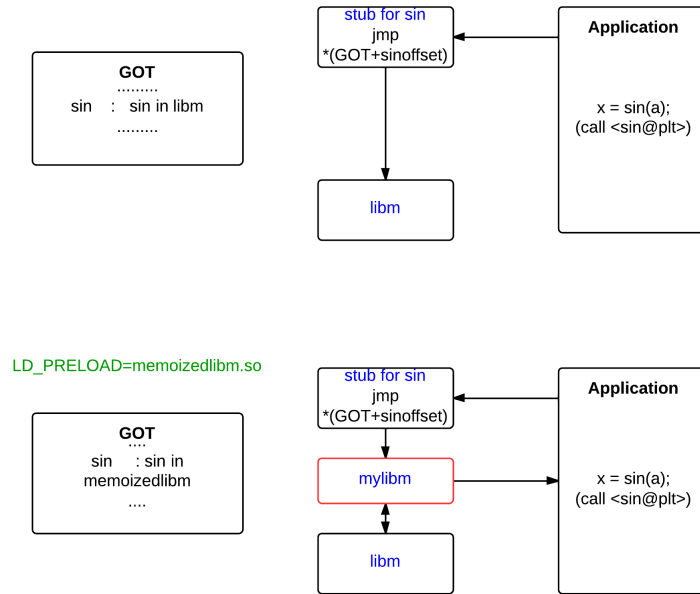 GOT
.........
sin : sin in libm
.........
stub for sin
jmp
*(GOT+sinoffset)
libm
Application
x = sin(a);
(call <sin@plt>)
LD_PRELOAD=memoizedlibm.so
GOT
....
sin : sin in
memoizedlibm
....
stub for sin
jmp
*(GOT+sinoffset)
mylibm
libm
Application
x = sin(a);
(call <sin@plt>)